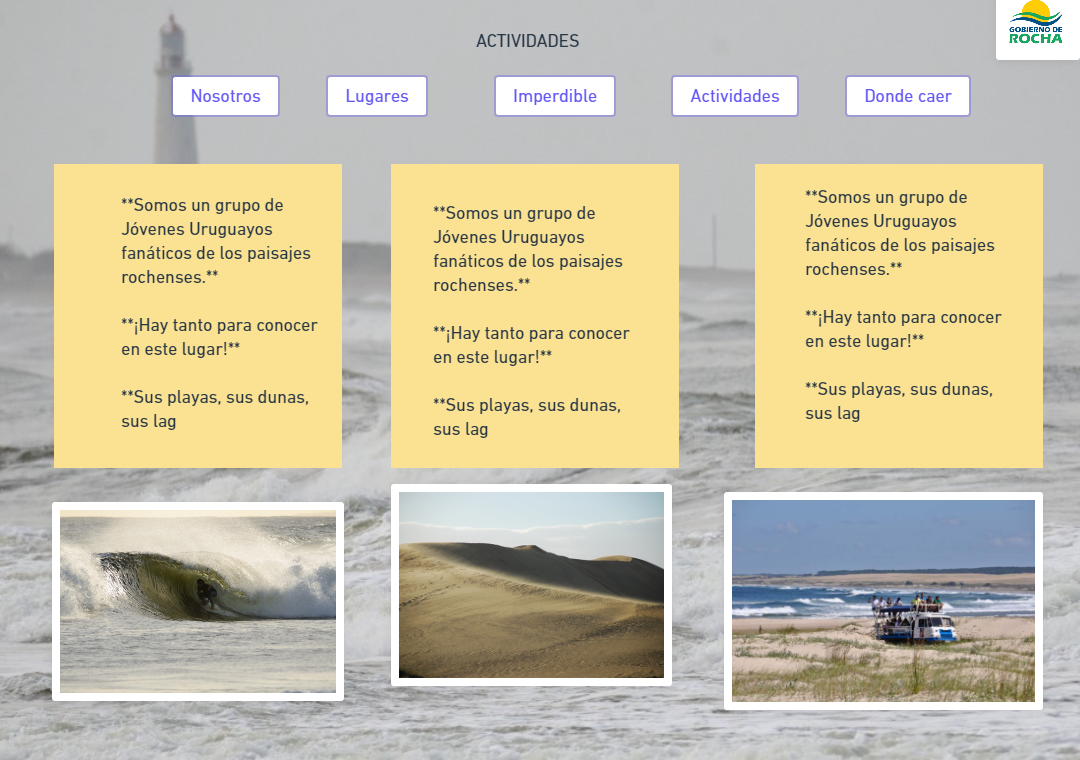 GOBIERNO DE
ROCHA
ACTIVIDADES
Nosotros
Lugares
Imperdible
Actividades
Donde caer
**Somos un grupo de
Jóvenes Uruguayos
fanáticos de los paisajes
rochenses.**
**¡Hay tanto para conocer
en este lugar!**
**Sus playas, sus dunas,
sus lag
**Somos un grupo de
Jóvenes Uruguayos
fanáticos de los paisajes
rochenses.**
**¡Hay tanto para conocer
en este lugar!**
**Sus playas, sus dunas,
sus lag
**Somos un grupo de
Jóvenes Uruguayos
fanáticos de los paisajes
rochenses.**
**¡Hay tanto para conocer
en este lugar!**
**Sus playas, sus dunas,
sus lag